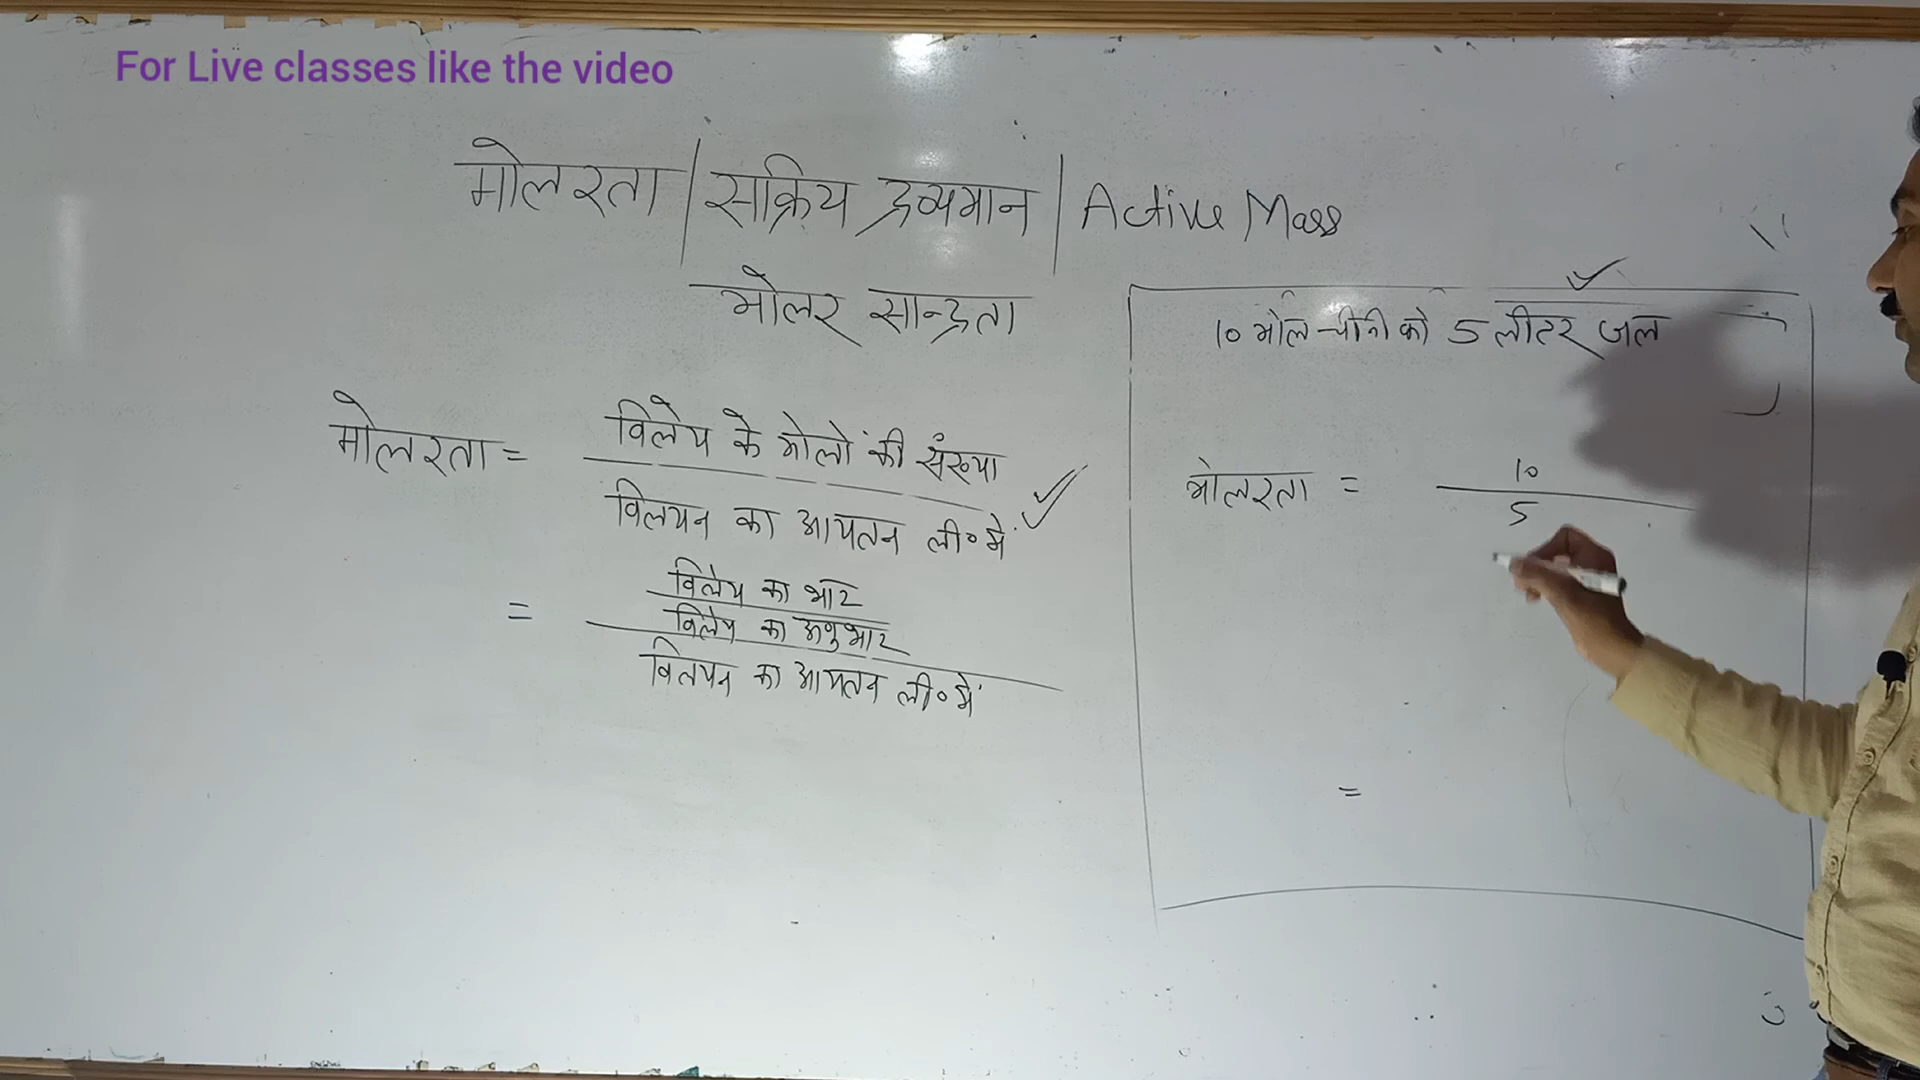 For Live classes like the video
मोलरता | सक्रिय द्रव्यमान | Active Mass
मोलर सान्द्रता
मोलरता = विलेय के मोलों की संख्या
विलयन का आयतन ली० में
= विलेय का भार
विलेय का अणुभार
विलयन का आयतन ली० में
10 मोल चीनी को 5 लीटर जल
मोलरता = 10
5
=